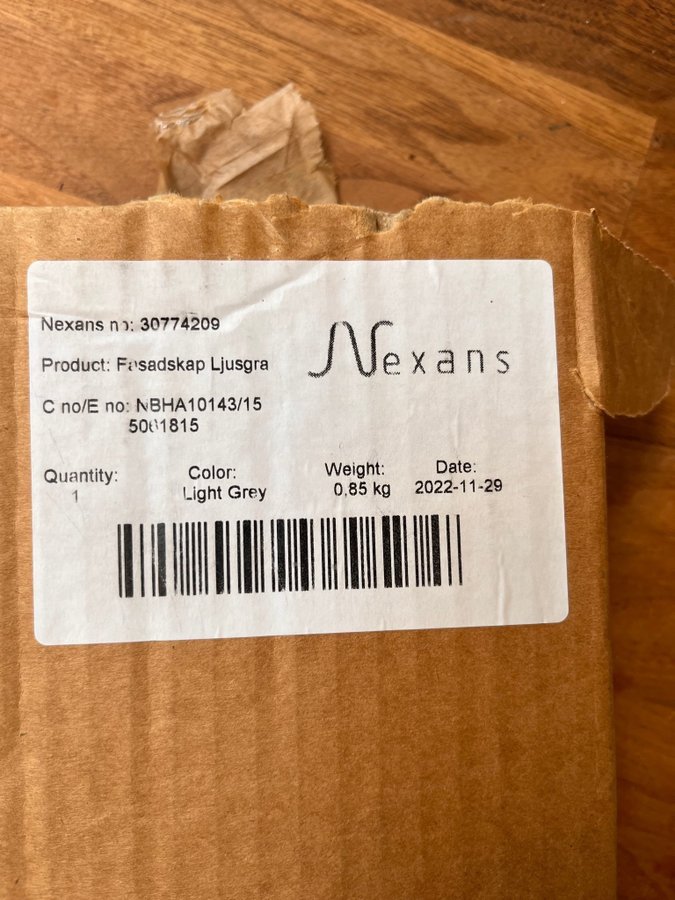 Nexans no: 30774209
Nexans
Product: Fasadskap Ljusgra
C no/E no: NBHA10143/15
5061815
Quantity: Color: Weight: Date:
1 Light Grey 0.85 kg 2022-11-29